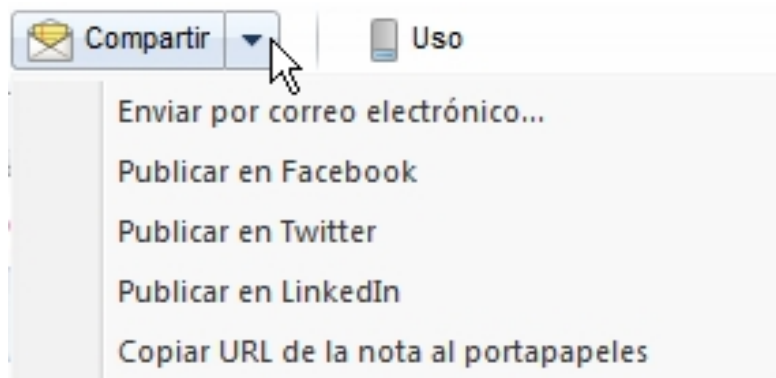 Compartir Uso
Enviar por correo electrónico...
Publicar en Facebook
Publicar en Twitter
Publicar en LinkedIn
Copiar URL de la nota al portapapeles